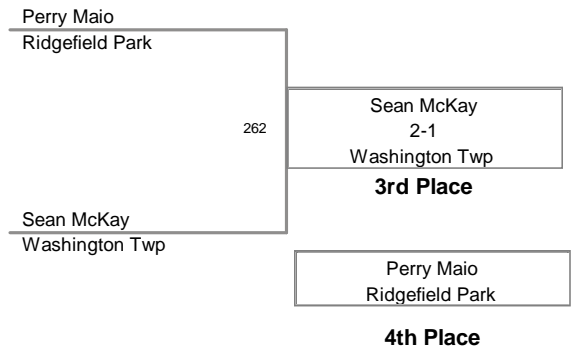 Perry Maio
Ridgefield Park
262
Sean McKay
2-1
Washington Twp
3rd Place
Sean McKay
Washington Twp
Perry Maio
Ridgefield Park
4th Place